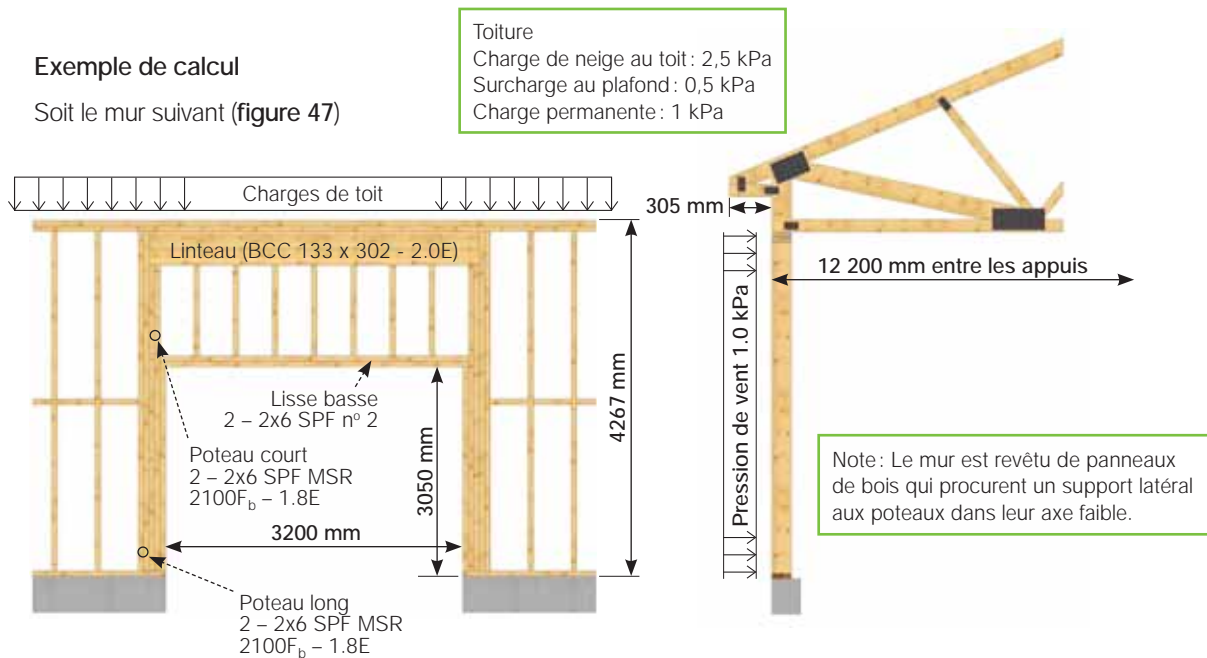 Exemple de calcul
Soit le mur suivant (figure 47)
Toiture
Charge de neige au toit : 2,5 kPa
Surcharge au plafond : 0,5 kPa
Charge permanente : 1 kPa
Charges de toit
Linteau (BCC 133 x 302 - 2.0E)
Lisse basse
2 – 2x6 SPF nº 2
Poteau court
2 – 2x6 SPF MSR
2100Fb – 1.8E
3050 mm
4267 mm
3200 mm
Poteau long
2 – 2x6 SPF MSR
2100Fb – 1.8E
305 mm
12 200 mm entre les appuis
Pression de vent 1.0 kPa
Note : Le mur est revêtu de panneaux
de bois qui procurent un support latéral
aux poteaux dans leur axe faible.